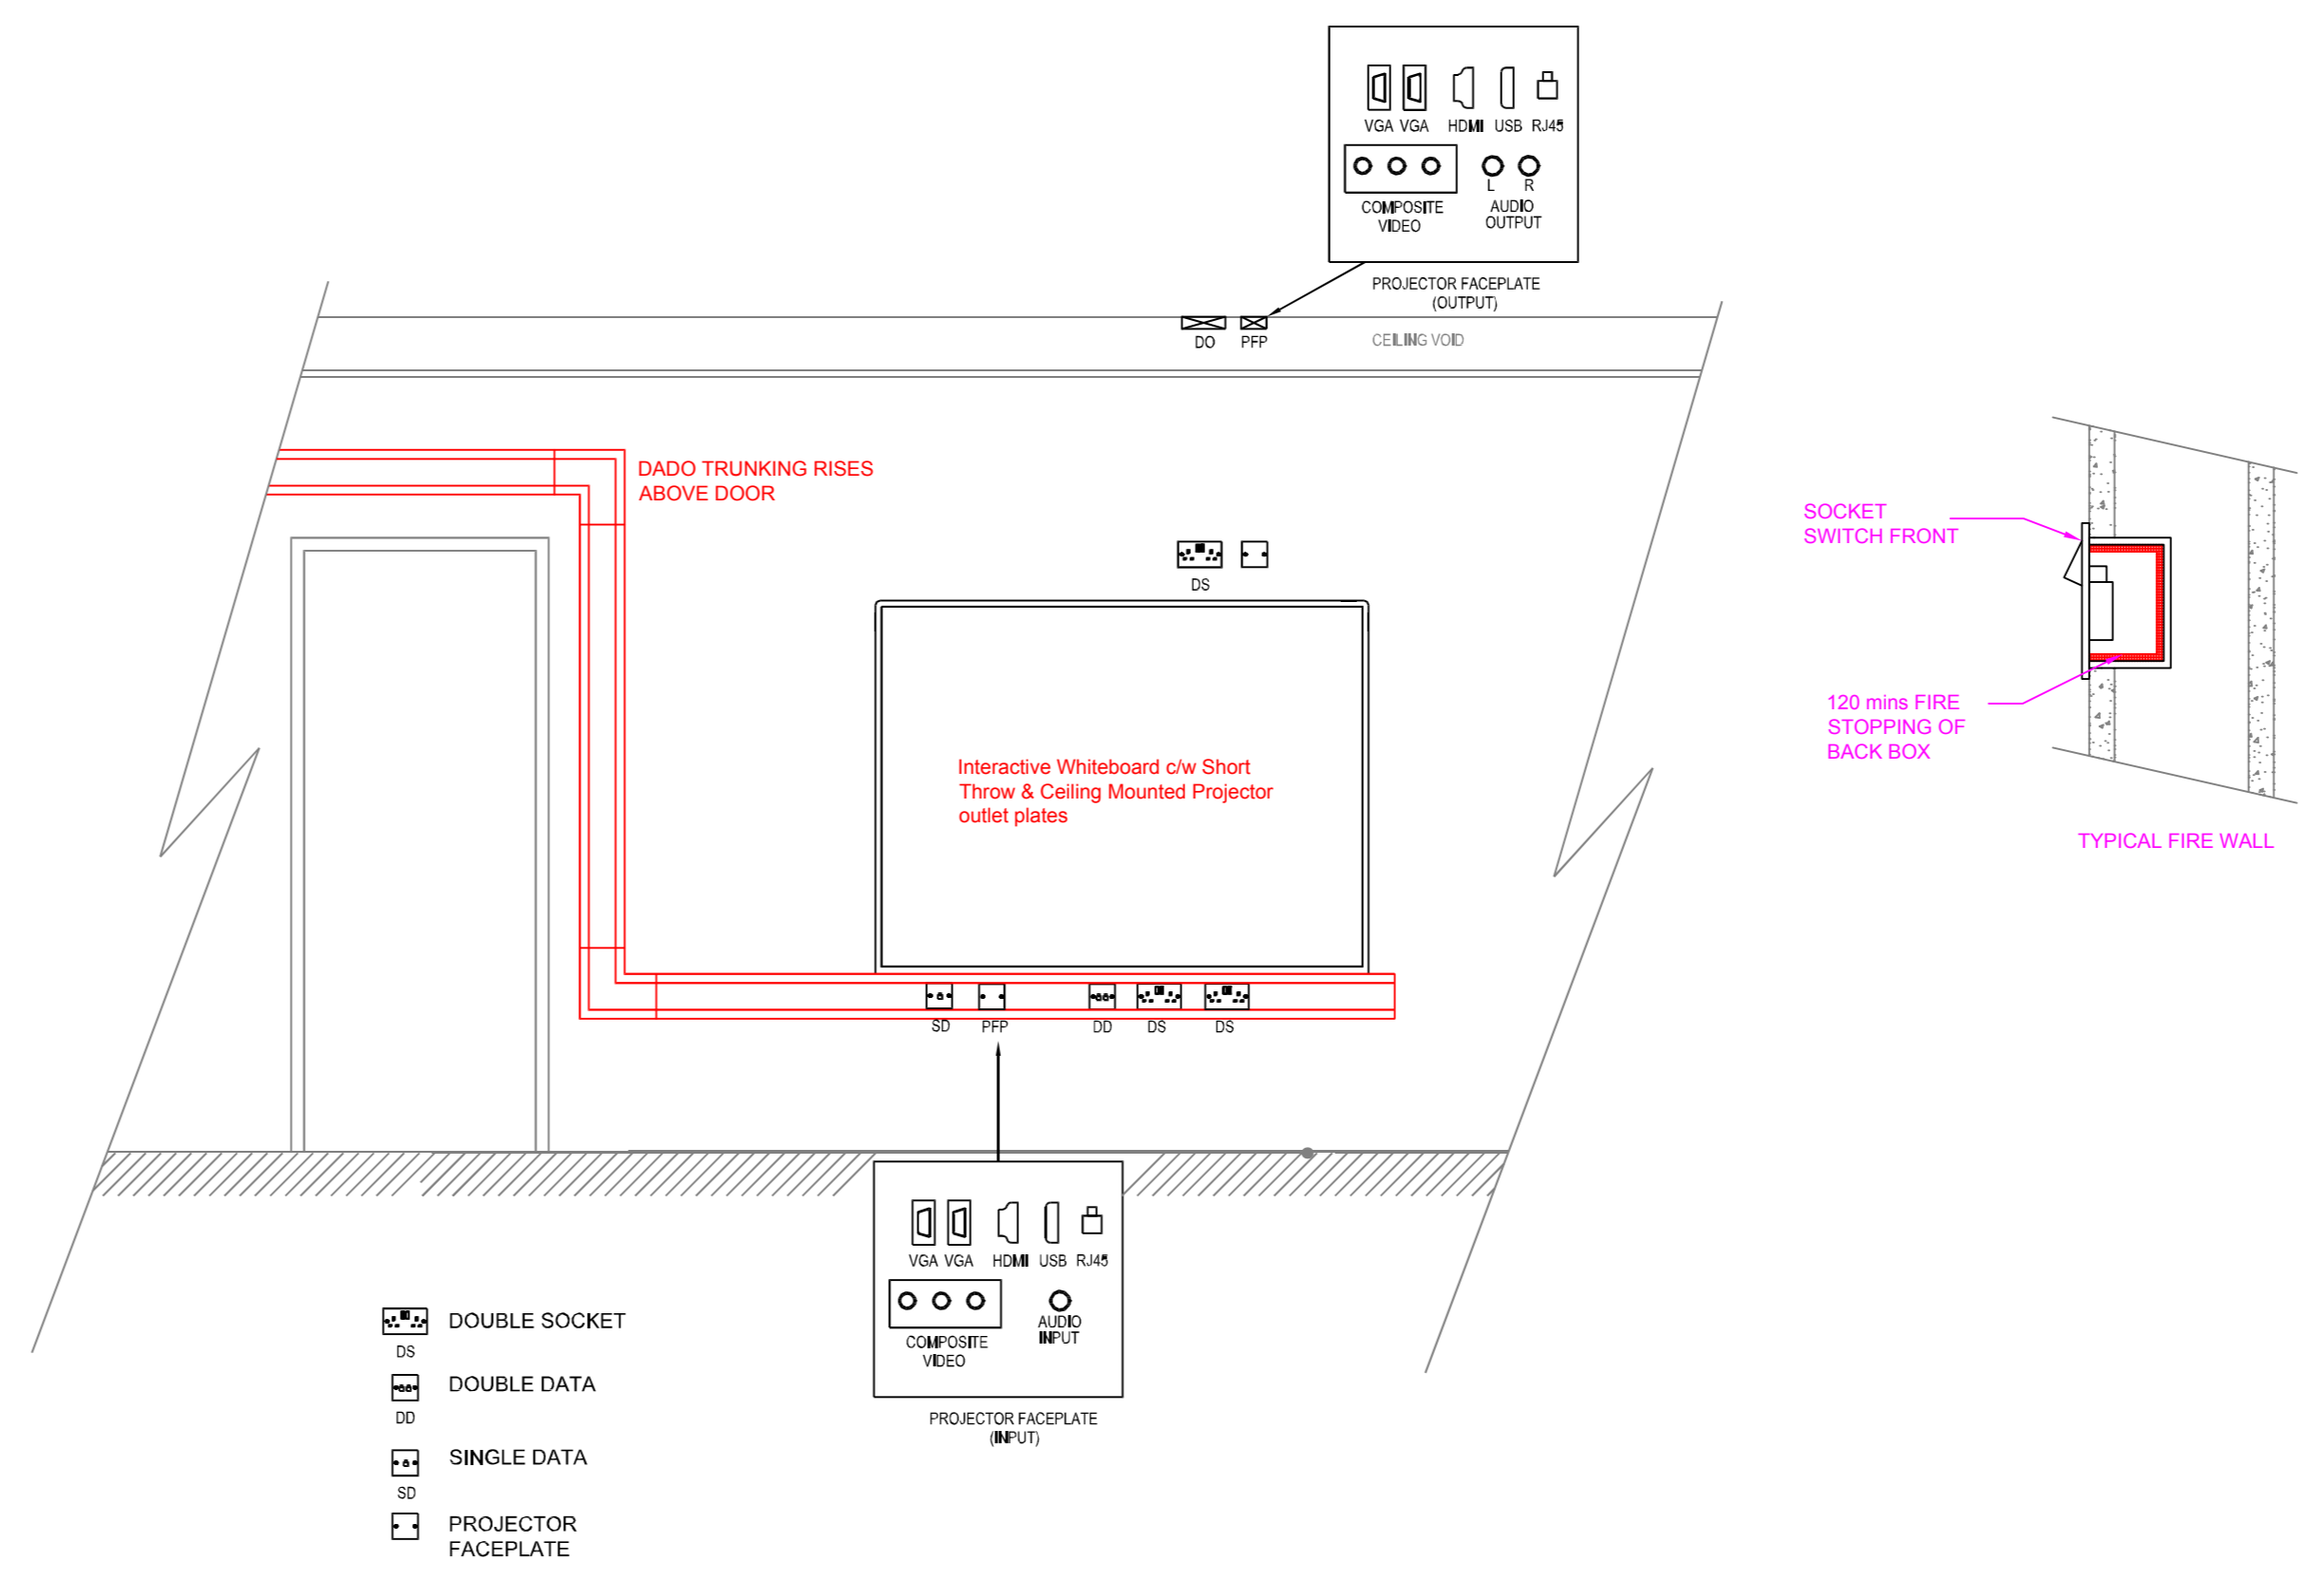 VGA VGA HDMI USB RJ45
L R
COMPOSITE
VIDEO
AUDIO
OUTPUT
PROJECTOR FACEPLATE
(OUTPUT)
DO PFP
CEILING VOID
DADO TRUNKING RISES
ABOVE DOOR
DS
Interactive Whiteboard c/w Short
Throw & Ceiling Mounted Projector
outlet plates
SD PFP DD DS DS
SOCKET
SWITCH FRONT
120 mins FIRE
STOPPING OF
BACK BOX
TYPICAL FIRE WALL
VGA VGA HDMI USB RJ45
COMPOSITE
VIDEO
AUDIO
INPUT
PROJECTOR FACEPLATE
(INPUT)
DOUBLE SOCKET
DS
DOUBLE DATA
DD
SINGLE DATA
SD
PROJECTOR
FACEPLATE